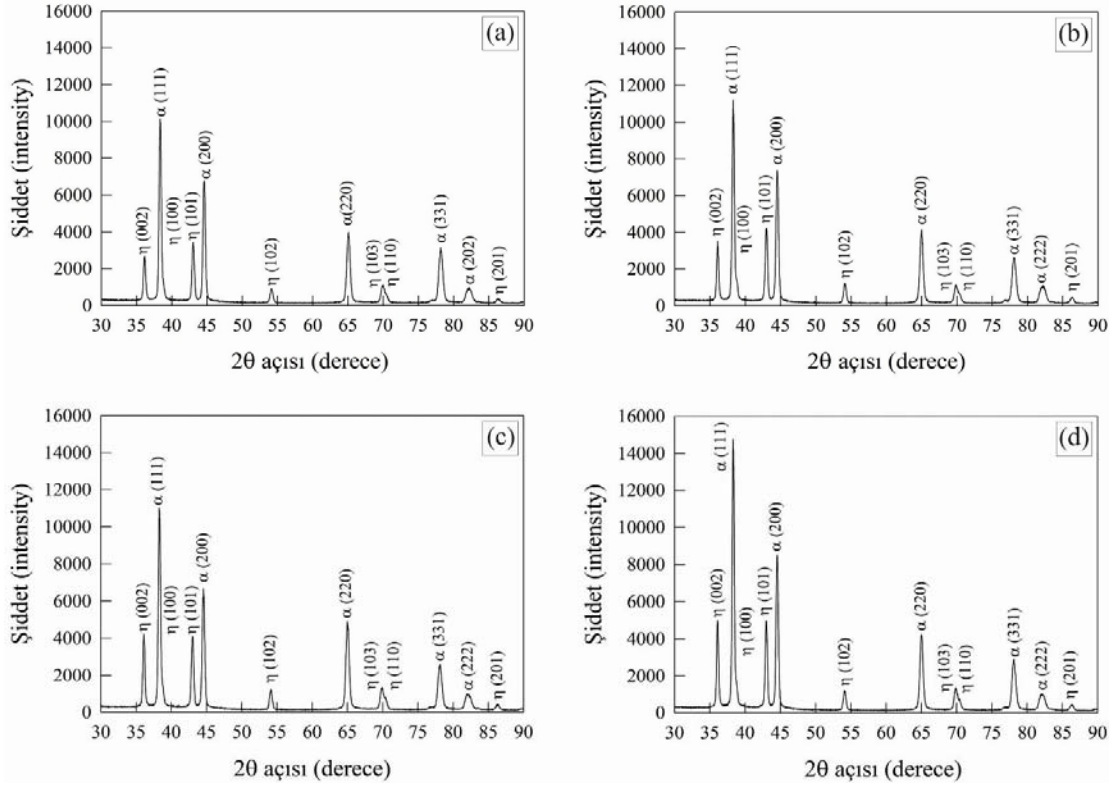 (a)
Şiddet (intensity)
16000
14000
12000
10000
8000
6000
4000
2000
0
η (002)
α (111)
η (100)
η (101)
α (200)
η (102)
α(220)
η (103)
η (110)
α (331)
α (202)
η (201)
30 35 40 45 50 55 60 65 70 75 80 85 90
2θ açısı (derece)
(b)
Şiddet (intensity)
16000
14000
12000
10000
8000
6000
4000
2000
0
η (002)
α (111)
η (100)
η (101)
α (200)
η (102)
α (220)
η (103)
η (110)
α (331)
α (222)
η (201)
30 35 40 45 50 55 60 65 70 75 80 85 90
2θ açısı (derece)
(c)
Şiddet (intensity)
16000
14000
12000
10000
8000
6000
4000
2000
0
η (002)
α (111)
η (100)
η (101)
α (200)
η (102)
α (220)
η (103)
η (110)
α (331)
α (222)
η (201)
30 35 40 45 50 55 60 65 70 75 80 85 90
2θ açısı (derece)
(d)
Şiddet (intensity)
16000
14000
12000
10000
8000
6000
4000
2000
0
η (002)
α (111)
η (100)
η (101)
α (200)
η (102)
α (220)
η (103)
η (110)
α (331)
α (222)
η (201)
30 35 40 45 50 55 60 65 70 75 80 85 90
2θ açısı (derece)